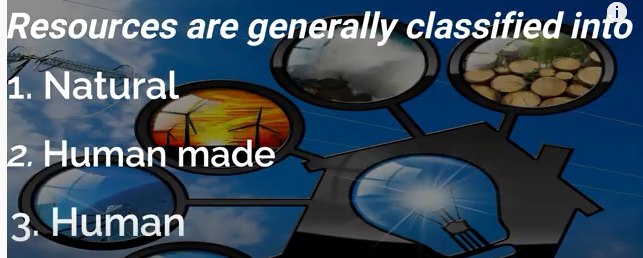 Resources are generally classified into
1. Natural
2. Human made
3. Human